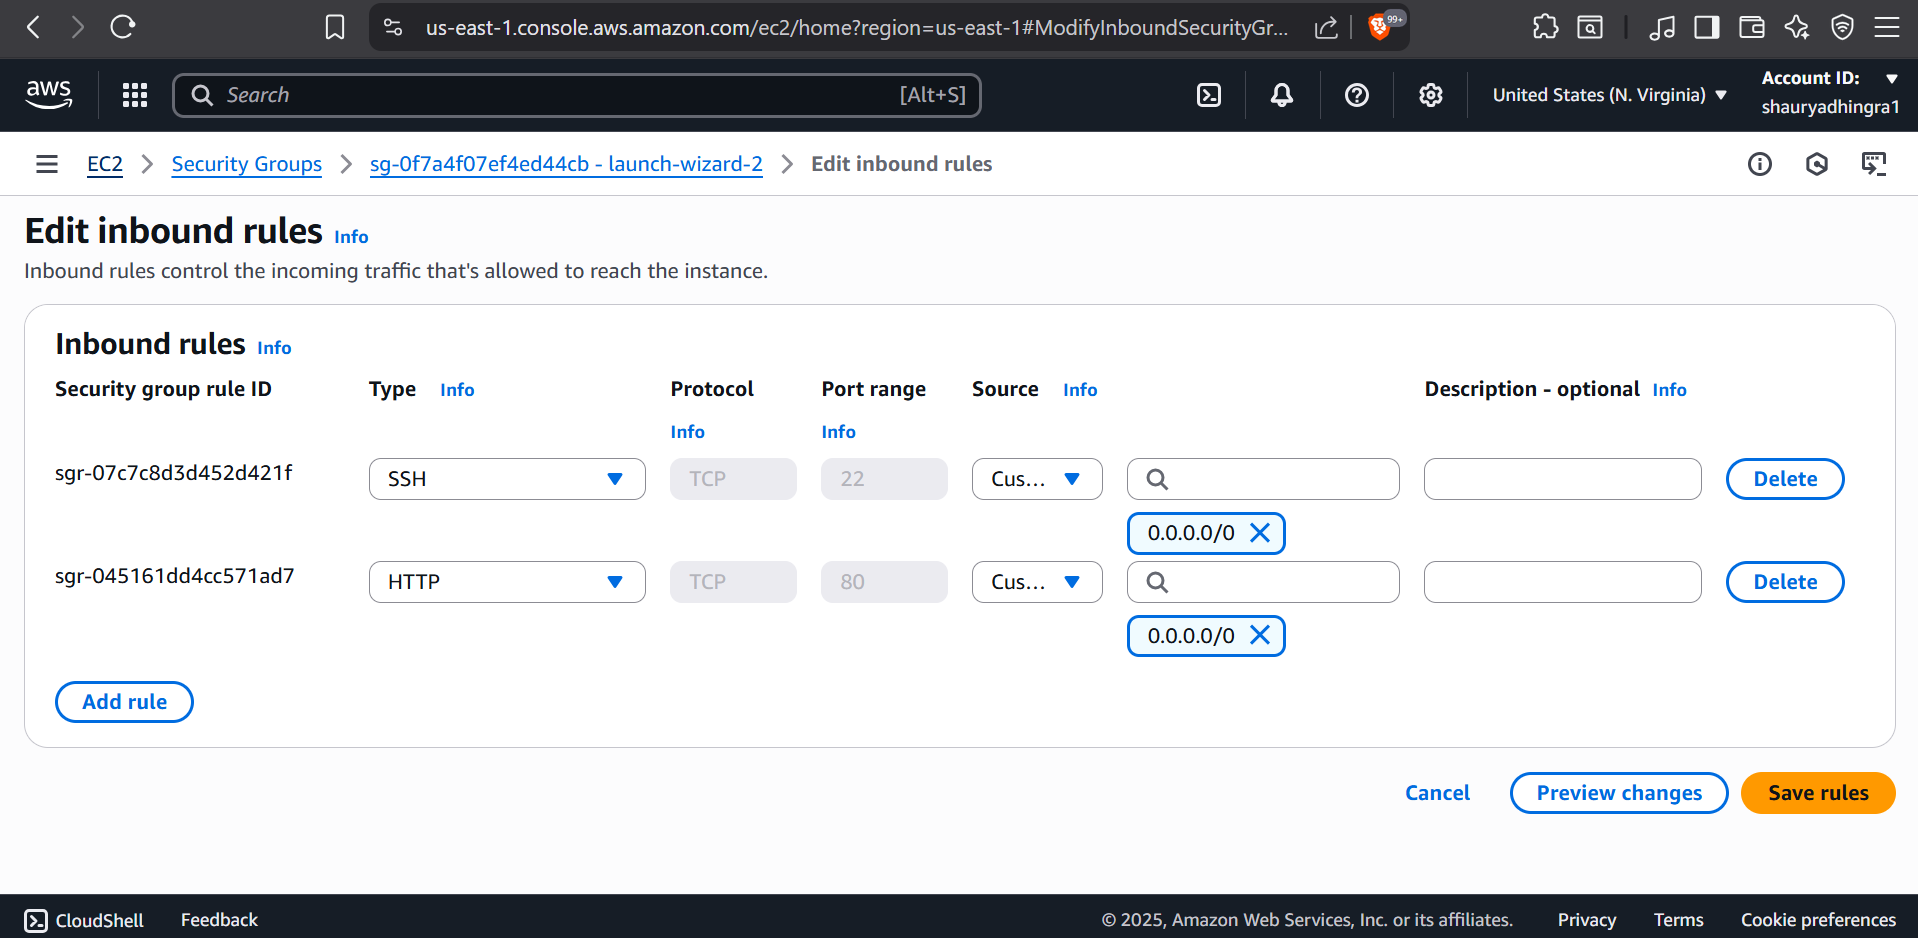 us-east-1.console.aws.amazon.com/ec2/home?region=us-east-1#ModifyInboundSecurityGr...
99+
aws
Search
[Alt+S]
United States (N. Virginia)
Account ID:
shauryadhingra1
EC2
Security Groups
sg-0f7a4f07ef4ed44cb - launch-wizard-2
Edit inbound rules
Edit inbound rules Info
Inbound rules control the incoming traffic that's allowed to reach the instance.
Inbound rules Info
Security group rule ID
Type Info
Protocol Info
Port range Info
Source Info
Description - optional Info
sgr-07c7c8d3d452d421f
SSH
TCP
22
Cus...
Delete
0.0.0.0/0
sgr-045161dd4cc571ad7
HTTP
TCP
80
Cus...
Delete
0.0.0.0/0
Add rule
Cancel
Preview changes
Save rules
CloudShell
Feedback
© 2025, Amazon Web Services, Inc. or its affiliates.
Privacy
Terms
Cookie preferences